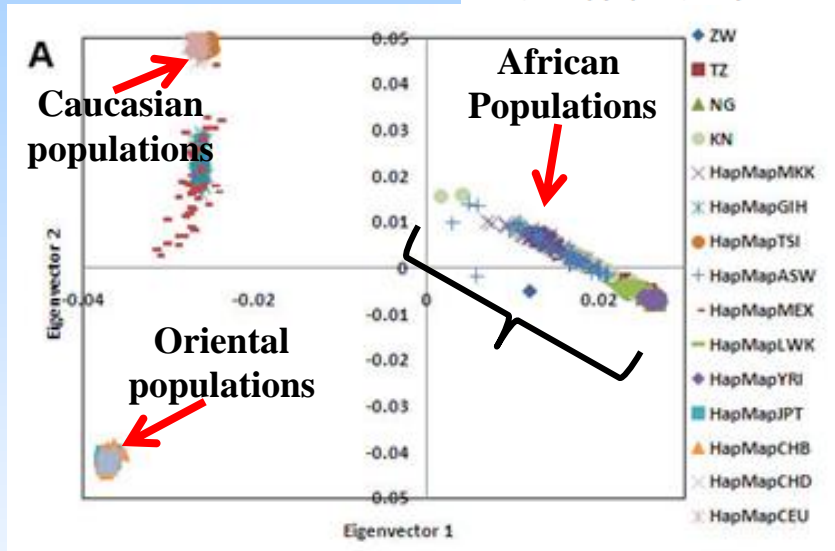 A
Caucasian
populations
African
Populations
Oriental
populations
0.05
0.04
0.03
0.02
0.01
0
-0.01
-0.02
-0.03
-0.04
0.05
-0.04
-0.02
0
0.02
Eigenvector 2
Eigenvector 1
ZW
TZ
NG
KN
HapMapMKK
HapMapGIH
HapMapTSI
HapMapASW
HapMapMEX
HapMapLWK
HapMapYRI
HapMapJPT
HapMapCHB
HapMapCHD
HapMapCEU